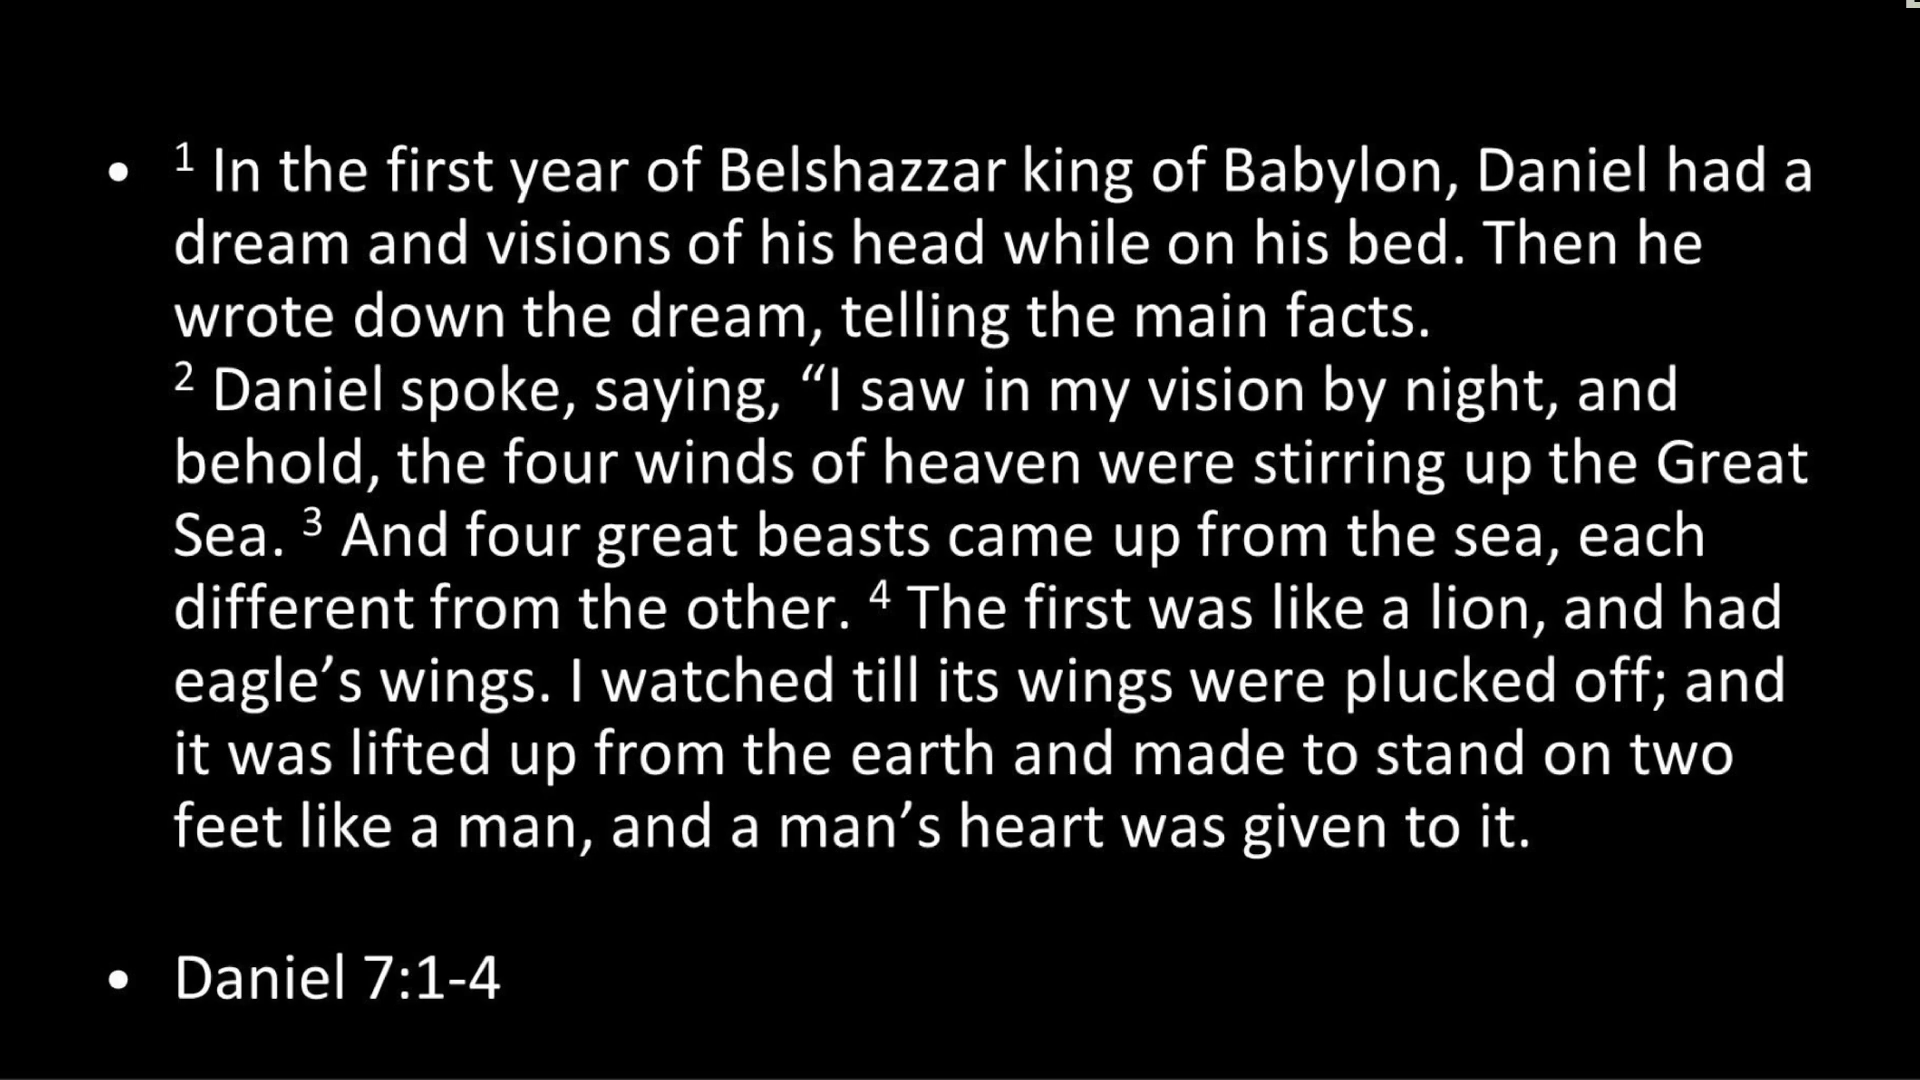 • ¹ In the first year of Belshazzar king of Babylon, Daniel had a
dream and visions of his head while on his bed. Then he
wrote down the dream, telling the main facts.
² Daniel spoke, saying, “I saw in my vision by night, and
behold, the four winds of heaven were stirring up the Great
Sea. ³ And four great beasts came up from the sea, each
different from the other. ⁴ The first was like a lion, and had
eagle’s wings. I watched till its wings were plucked off; and
it was lifted up from the earth and made to stand on two
feet like a man, and a man’s heart was given to it.
• Daniel 7:1-4